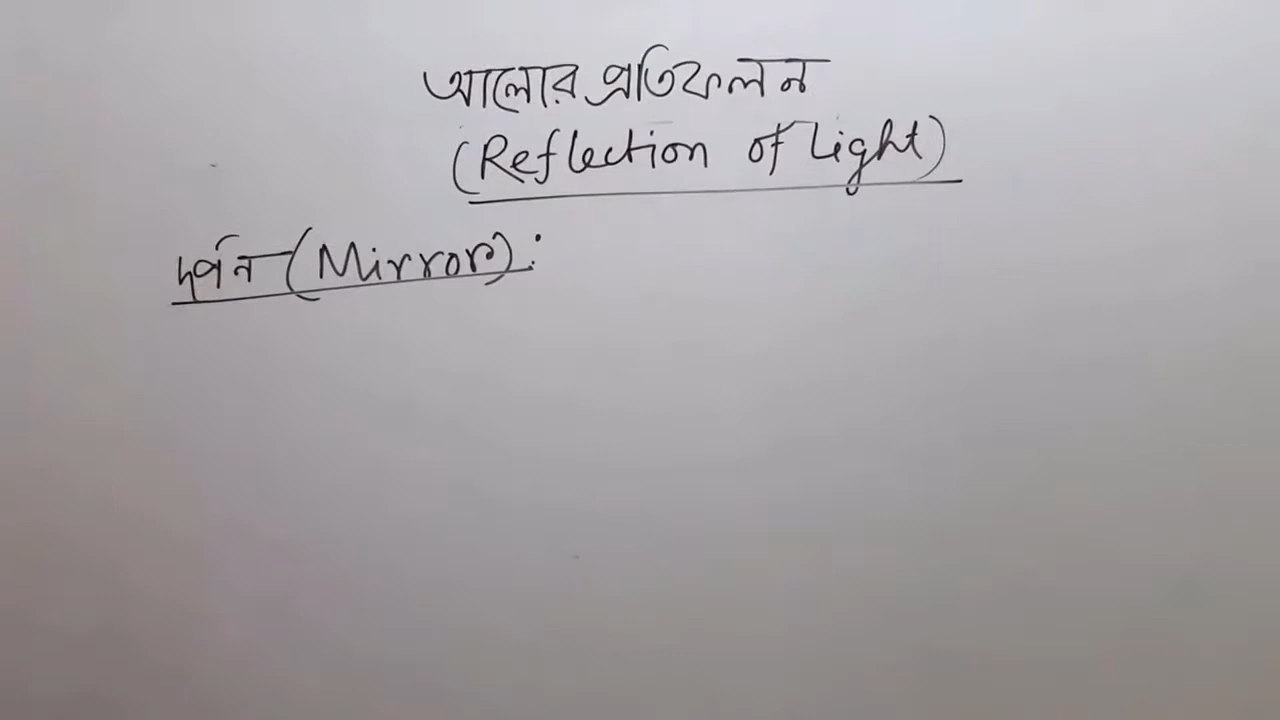 আলোর প্রতিফলন
(Reflection of Light)
দর্পন (Mirror):